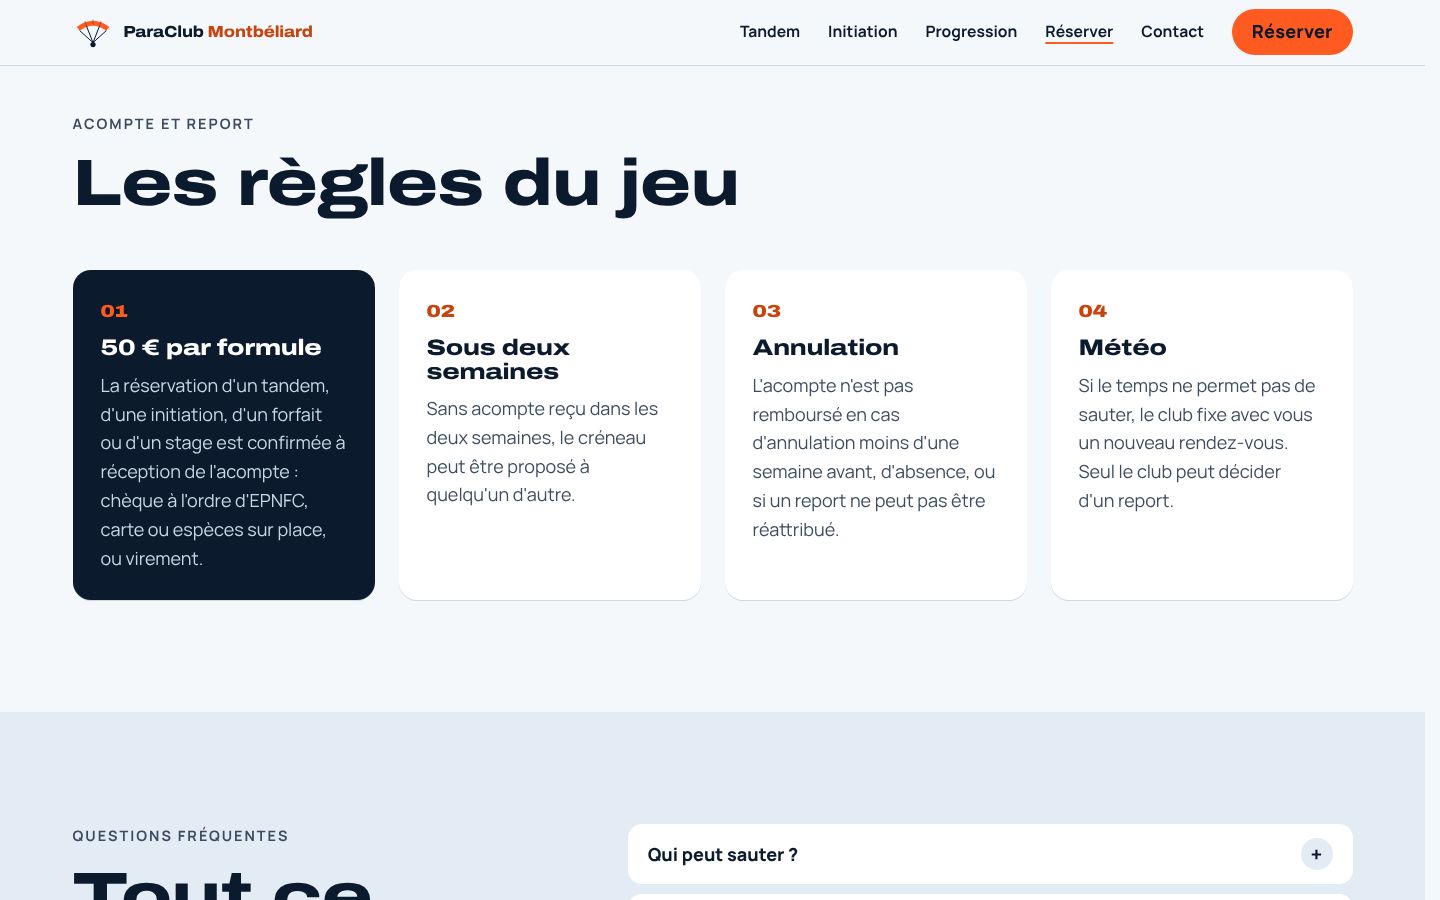 ParaClub Montbéliard
Tandem
Initiation
Progression
Réserver
Contact
Réserver
ACOMPTE ET REPORT
Les règles du jeu
01
50 € par formule
La réservation d'un tandem,
d'une initiation, d'un forfait
ou d'un stage est confirmée à
réception de l'acompte :
chèque à l'ordre d'EPNFC,
carte ou espèces sur place,
ou virement.
02
Sous deux
semaines
Sans acompte reçu dans les
deux semaines, le créneau
peut être proposé à
quelqu'un d'autre.
03
Annulation
L'acompte n'est pas
remboursé en cas
d'annulation moins d'une
semaine avant, d'absence, ou
si un report ne peut pas être
réattribué.
04
Météo
Si le temps ne permet pas de
sauter, le club fixe avec vous
un nouveau rendez-vous.
Seul le club peut décider
d'un report.
QUESTIONS FRÉQUENTES
Tout ce
Qui peut sauter ?
+